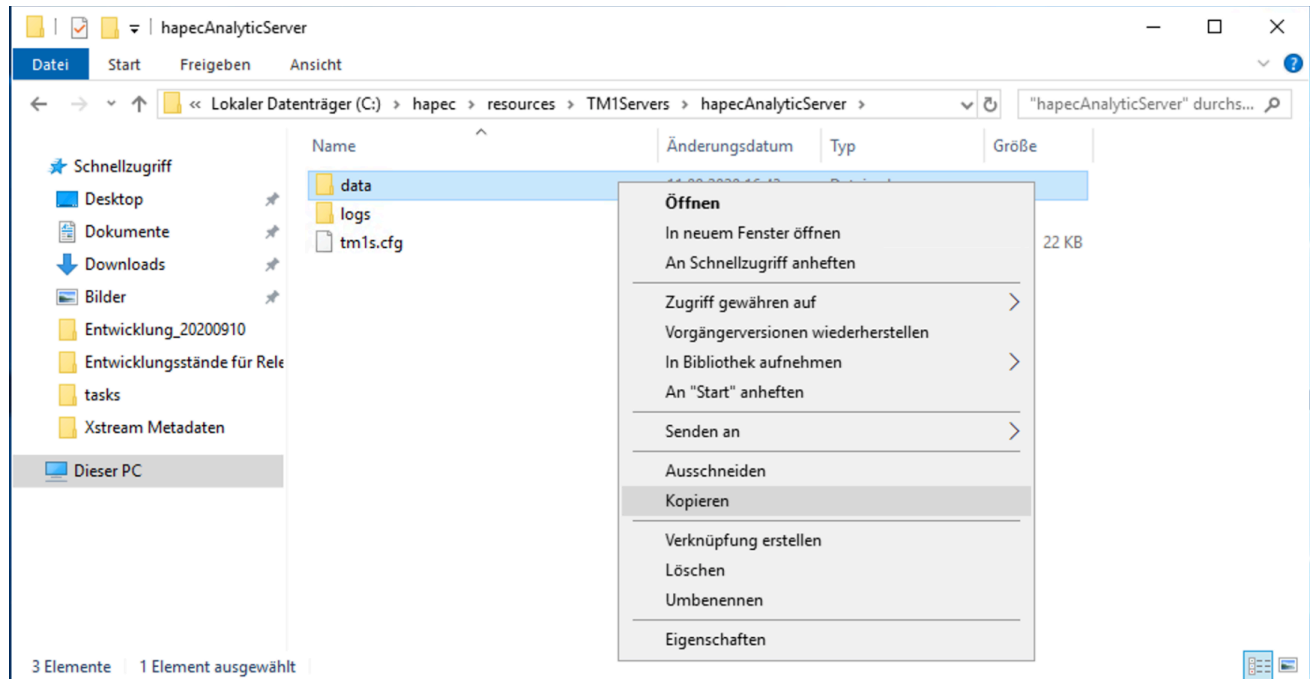 hapecAnalyticServer
Datei Start Freigeben Ansicht
« Lokaler Datenträger (C:) › hapec › resources › TM1Servers › hapecAnalyticServer ›
"hapecAnalyticServer" durchs...
Name Änderungsdatum Typ Größe
Schnellzugriff
Desktop
Dokumente
Downloads
Bilder
Entwicklung_20200910
Entwicklungsstände für Rele
tasks
Xstream Metadaten
Dieser PC
data
logs
tm1s.cfg 22 KB
Öffnen
In neuem Fenster öffnen
An Schnellzugriff anheften
Zugriff gewähren auf
Vorgängerversionen wiederherstellen
In Bibliothek aufnehmen
An "Start" anheften
Senden an
Ausschneiden
Kopieren
Verknüpfung erstellen
Löschen
Umbenennen
Eigenschaften
3 Elemente 1 Element ausgewählt